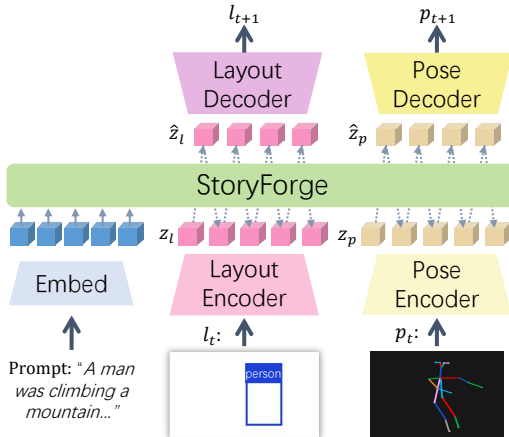 l_{t+1}
p_{t+1}
Layout
Decoder
Pose
Decoder
ẑ_l
ẑ_p
StoryForge
z_l
z_p
Embed
Layout
Encoder
Pose
Encoder
l_t:
p_t:
Prompt: "A man
was climbing a
mountain..."
person